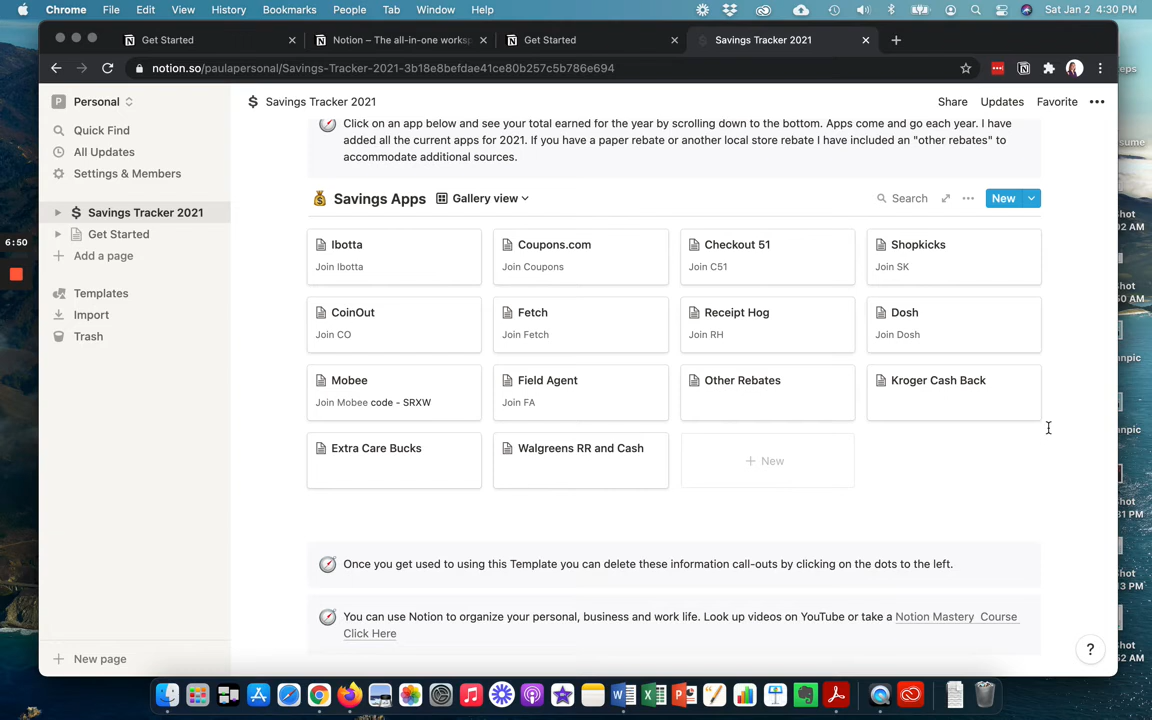 Chrome File Edit View History Bookmarks People Tab Window Help Sat Jan 2 4:30 PM
Get Started Notion – The all-in-one works Get Started Savings Tracker 2021
notion.so/paulapersonal/Savings-Tracker-2021-3b18e8befdae41ce80b257c5b786e694
P Personal $ Savings Tracker 2021 Share Updates Favorite
Quick Find
All Updates
Settings & Members
$ Savings Tracker 2021
Get Started
Add a page
Templates
Import
Trash
New page
6:50
Click on an app below and see your total earned for the year by scrolling down to the bottom. Apps come and go each year. I have
added all the current apps for 2021. If you have a paper rebate or another local store rebate I have included an "other rebates" to
accommodate additional sources.
Savings Apps Gallery view Search New
Ibotta Coupons.com Checkout 51 Shopkicks
Join Ibotta Join Coupons Join C51 Join SK
CoinOut Fetch Receipt Hog Dosh
Join CO Join Fetch Join RH Join Dosh
Mobee Field Agent Other Rebates Kroger Cash Back
Join Mobee code - SRXW Join FA
Extra Care Bucks Walgreens RR and Cash + New
Once you get used to using this Template you can delete these information call-outs by clicking on the dots to the left.
You can use Notion to organize your personal, business and work life. Look up videos on YouTube or take a Notion Mastery Course
Click Here
?